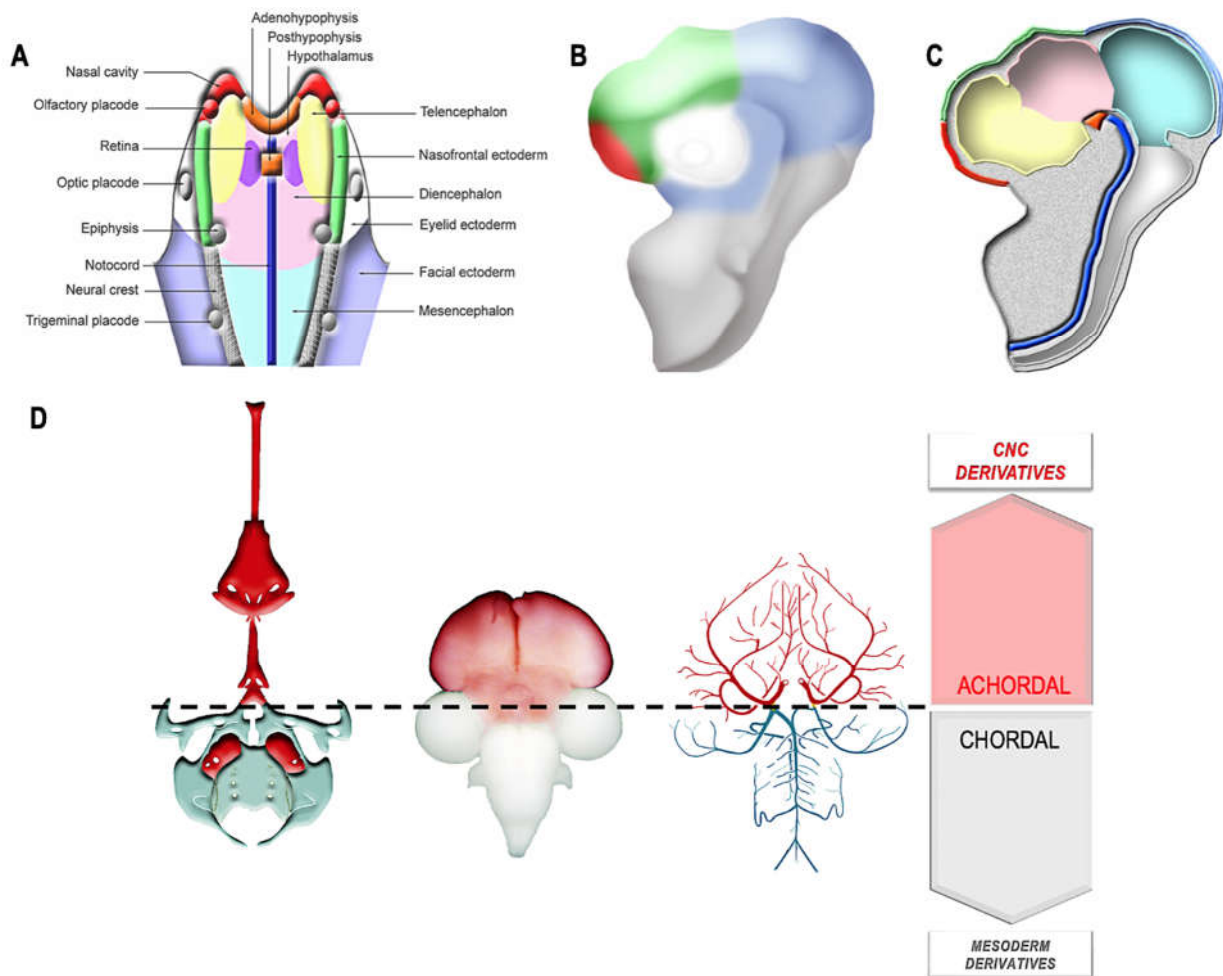 A
Adenohypophysis
Posthypophysis
Hypothalamus
Nasal cavity
Olfactory placode
Retina
Optic placode
Epiphysis
Notocord
Neural crest
Trigeminal placode
Telencephalon
Nasofrontal ectoderm
Diencephalon
Eyelid ectoderm
Facial ectoderm
Mesencephalon
B
C
D
CNC
DERIVATIVES
ACHORDAL
CHORDAL
MESODERM
DERIVATIVES